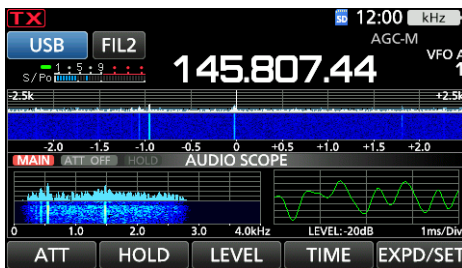 TX SD 12:00 kHz
USB FIL2 AGC-M
VFO A
1
S/Po 1 • 5 • 9
145.807.44
-2.5k +2.5k
-2.0 -1.5 -1.0 -0.5 0 +0.5 +1.0 +1.5 +2.0
MAIN ATT OFF HOLD AUDIO SCOPE
0 1.0 2.0 3.0 4.0kHz LEVEL:-20dB 1ms/Div
ATT HOLD LEVEL TIME EXPD/SET